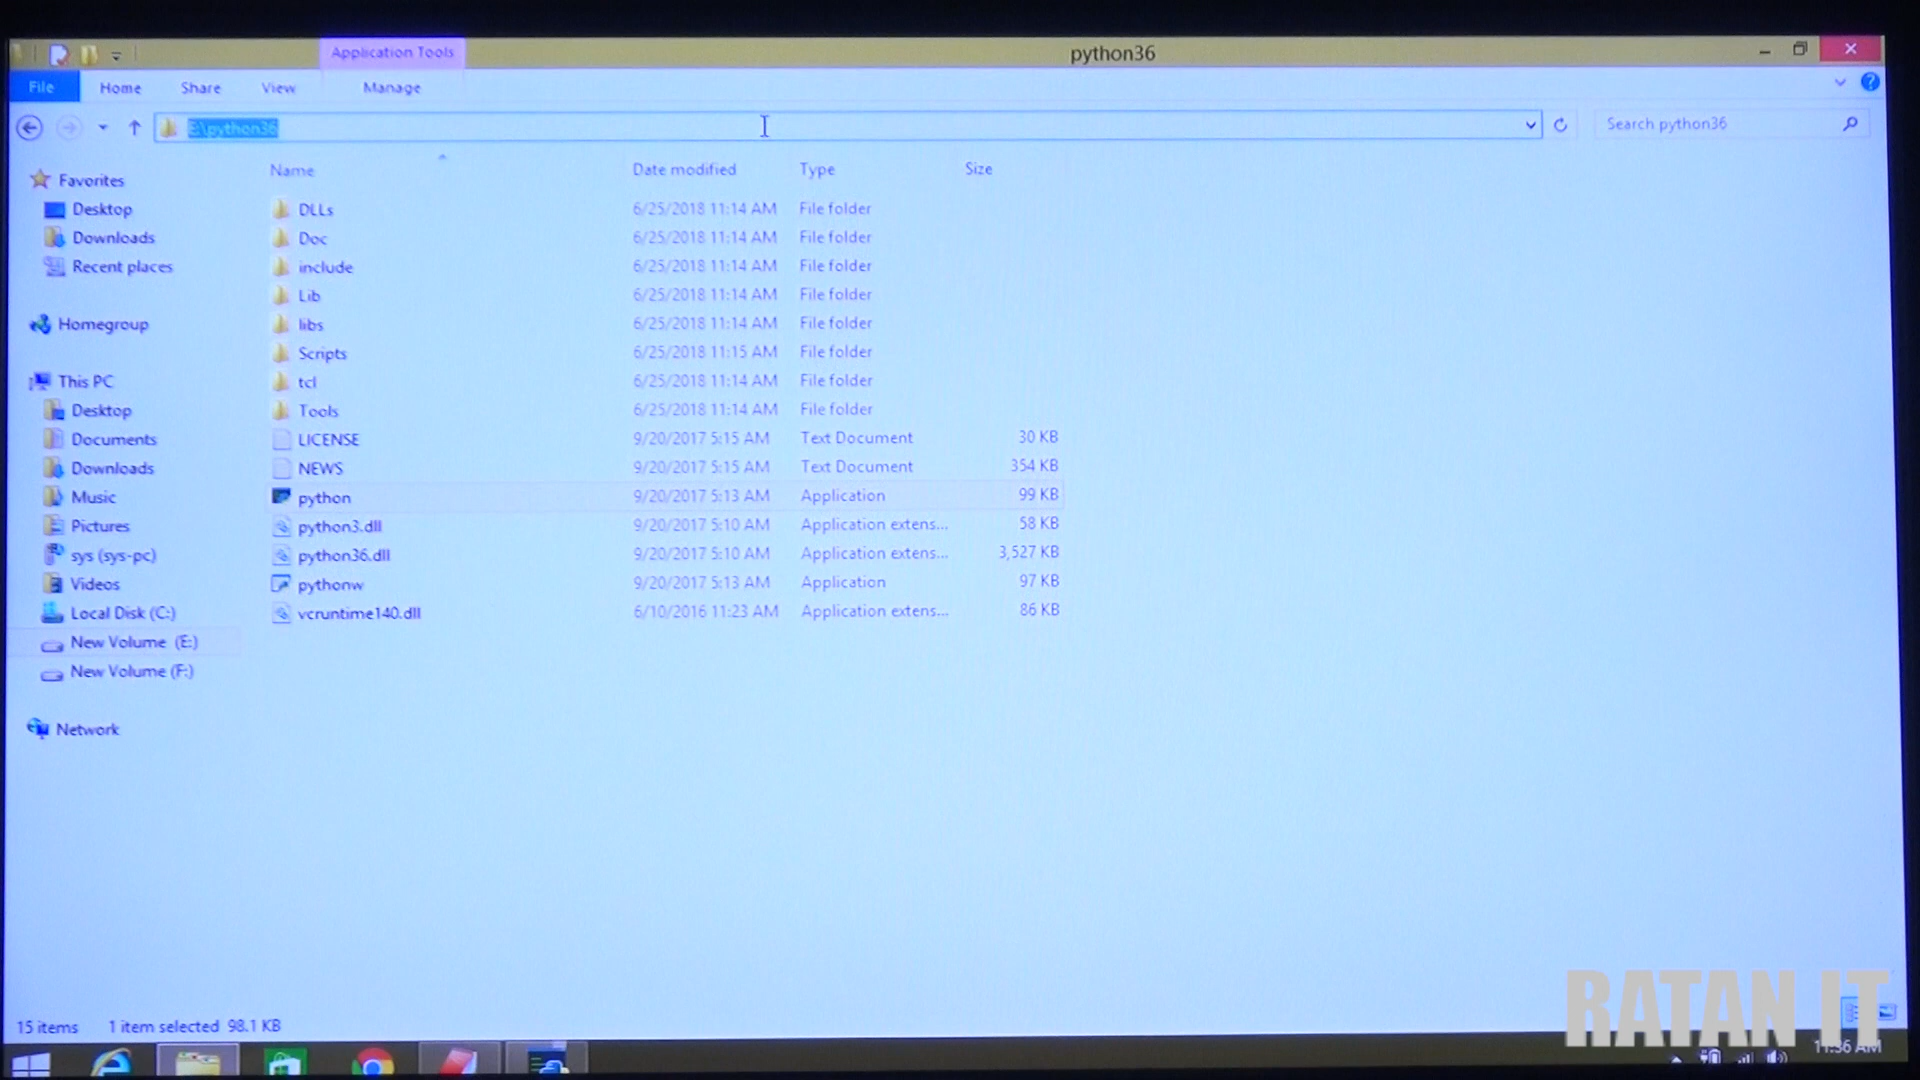 Application Tools
python36
File
Home
Share
View
Manage
E:\python36
Search python36
Name
Date modified
Type
Size
Favorites
Desktop
Downloads
Recent places
Homegroup
This PC
Desktop
Documents
Downloads
Music
Pictures
sys (sys-pc)
Videos
Local Disk (C:)
New Volume (E:)
New Volume (F:)
Network
DLLs 6/25/2018 11:14 AM File folder
Doc 6/25/2018 11:14 AM File folder
include 6/25/2018 11:14 AM File folder
Lib 6/25/2018 11:14 AM File folder
libs 6/25/2018 11:14 AM File folder
Scripts 6/25/2018 11:15 AM File folder
tcl 6/25/2018 11:14 AM File folder
Tools 6/25/2018 11:14 AM File folder
LICENSE 9/20/2017 5:15 AM Text Document 30 KB
NEWS 9/20/2017 5:15 AM Text Document 354 KB
python 9/20/2017 5:13 AM Application 99 KB
python3.dll 9/20/2017 5:10 AM Application extens... 58 KB
python36.dll 9/20/2017 5:10 AM Application extens... 3,527 KB
pythonw 9/20/2017 5:13 AM Application 97 KB
vcruntime140.dll 6/10/2016 11:23 AM Application extens... 86 KB
15 items 1 item selected 98.1 KB
RATAN IT
11:36 AM